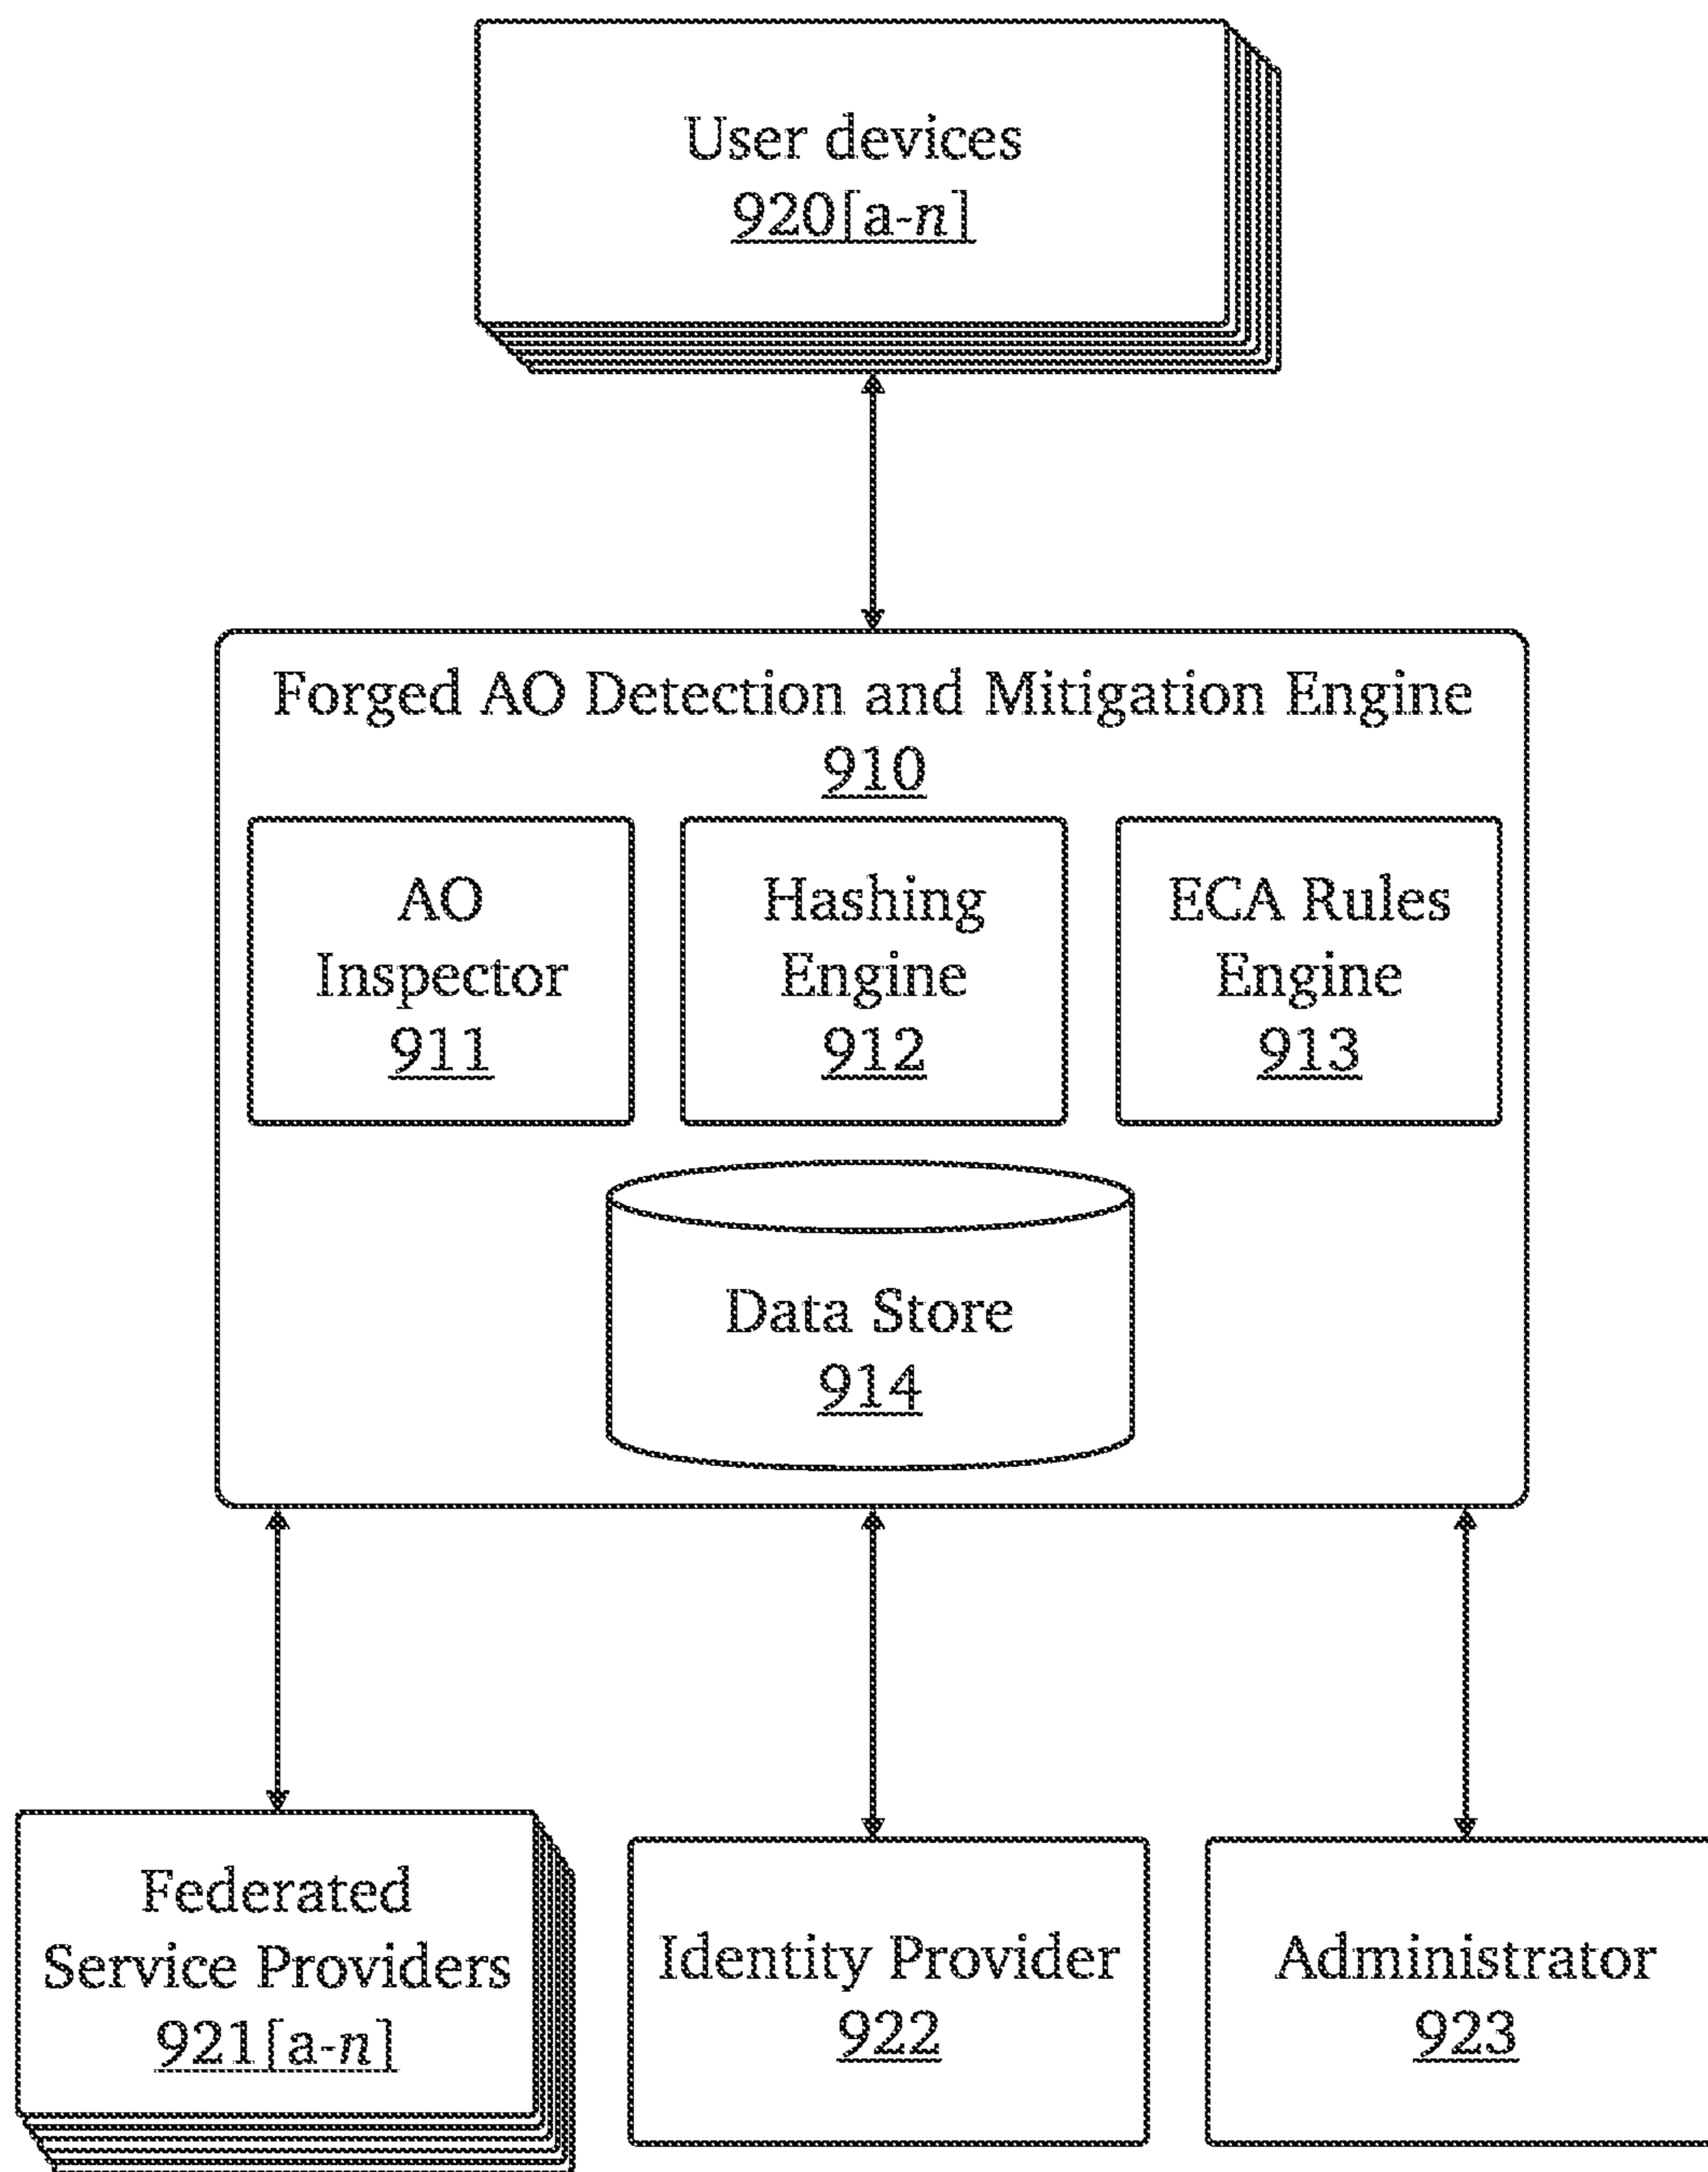 User devices
920[a-n]
Forged AO Detection and Mitigation Engine
910
AO
Inspector
911
Hashing
Engine
912
ECA Rules
Engine
913
Data Store
914
Federated
Service Providers
921[a-n]
Identity Provider
922
Administrator
923